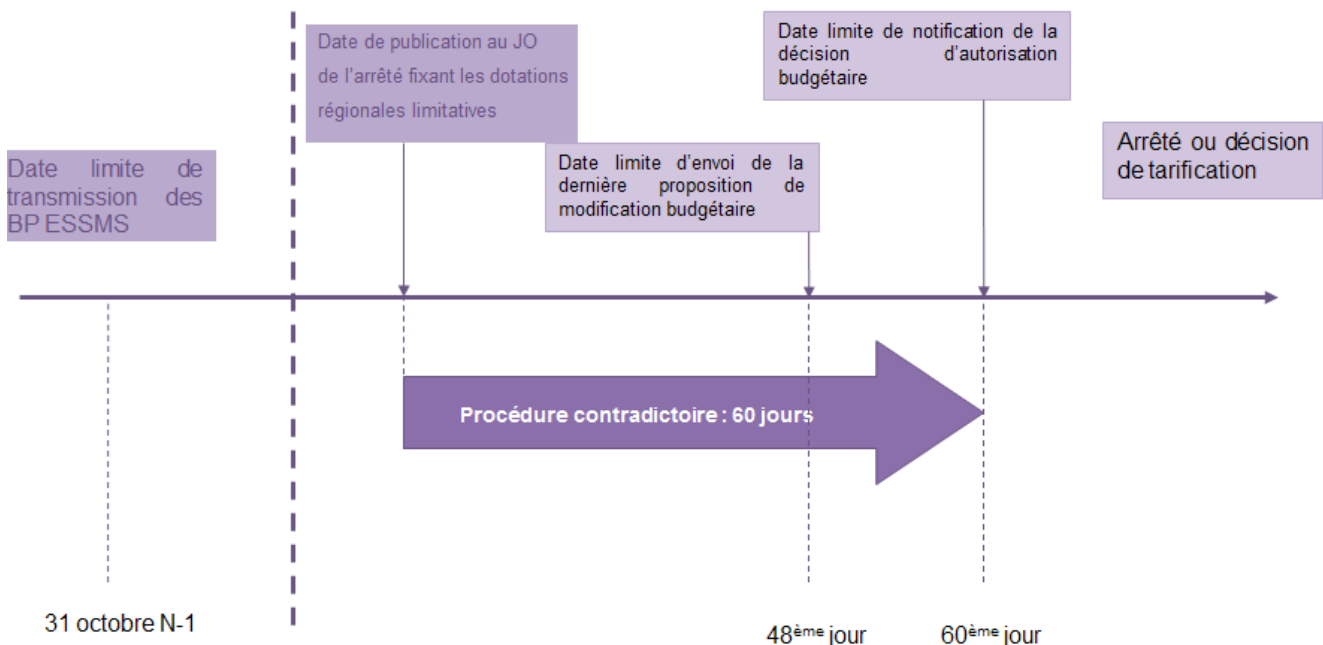 Date de publication au JO
de l'arrêté fixant les dotations
régionales limitatives
Date limite de notification de la
décision d'autorisation
budgétaire
Date limite de
transmission des
BP ESSMS
Date limite d'envoi de la
dernière proposition de
modification budgétaire
Arrêté ou décision
de tarification
Procédure contradictoire : 60 jours
31 octobre N-1
48ème jour
60ème jour